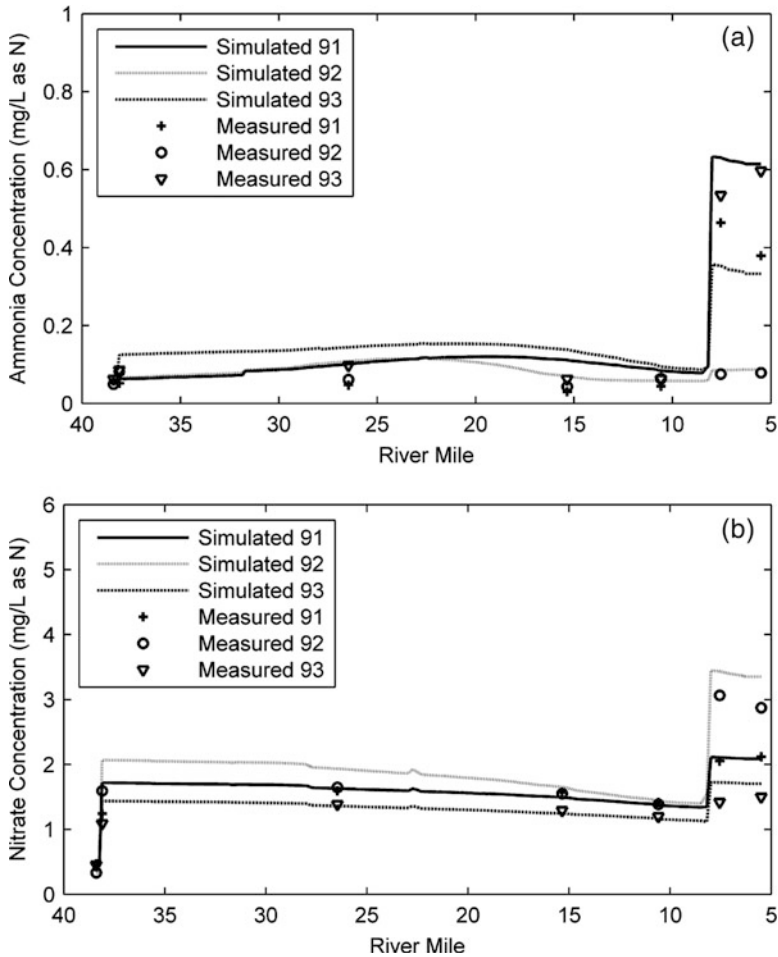 1
(a)
Simulated 91
Simulated 92
Simulated 93
Measured 91
Measured 92
Measured 93
0.8
0.6
0.4
0.2
0
Ammonia Concentration (mg/L as N)
40 35 30 25 20 15 10 5
River Mile
6
(b)
Simulated 91
Simulated 92
Simulated 93
Measured 91
Measured 92
Measured 93
5
4
3
2
1
0
Nitrate Concentration (mg/L as N)
40 35 30 25 20 15 10 5
River Mile